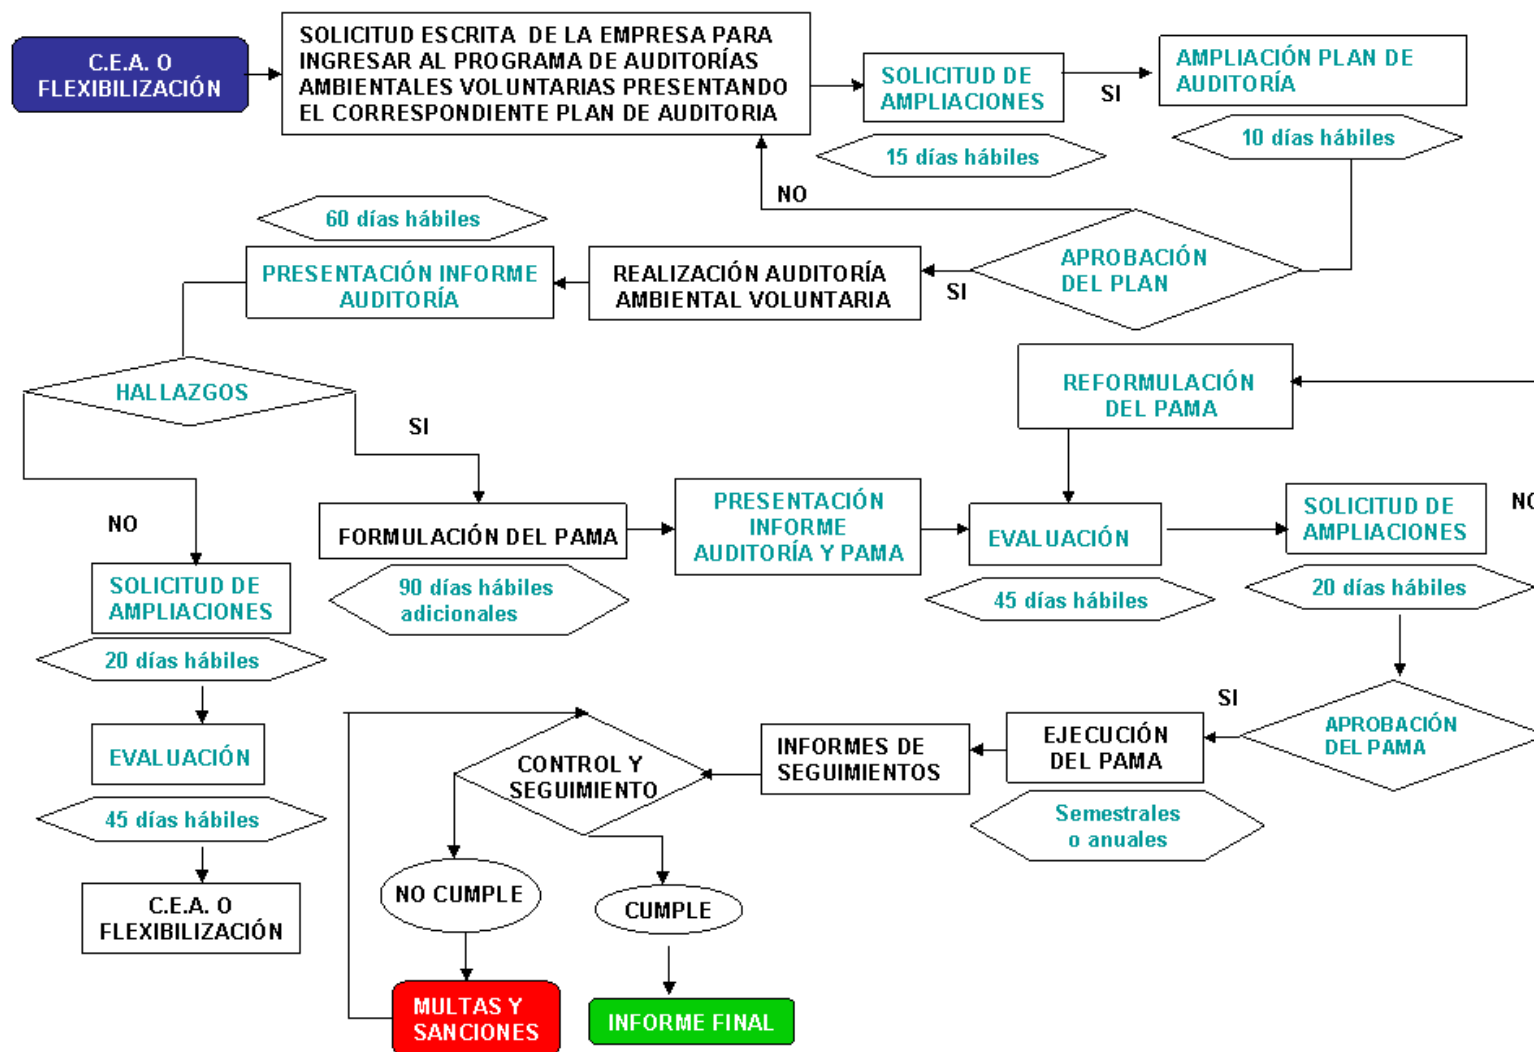 C.E.A. O
FLEXIBILIZACIÓN
SOLICITUD ESCRITA DE LA EMPRESA PARA
INGRESAR AL PROGRAMA DE AUDITORÍAS
AMBIENTALES VOLUNTARIAS PRESENTANDO
EL CORRESPONDIENTE PLAN DE AUDITORIA
SOLICITUD DE
AMPLIACIONES
SI
AMPLIACIÓN PLAN DE
AUDITORÍA
15 días hábiles
10 días hábiles
NO
60 días hábiles
PRESENTACIÓN INFORME
AUDITORÍA
REALIZACIÓN AUDITORÍA
AMBIENTAL VOLUNTARIA
SI
APROBACIÓN
DEL PLAN
HALLAZGOS
SI
NO
REFORMULACIÓN
DEL PAMA
FORMULACIÓN DEL PAMA
90 días hábiles
adicionales
PRESENTACIÓN
INFORME
AUDITORÍA Y PAMA
EVALUACIÓN
45 días hábiles
SOLICITUD DE
AMPLIACIONES
20 días hábiles
NO
SOLICITUD DE
AMPLIACIONES
20 días hábiles
EVALUACIÓN
45 días hábiles
C.E.A. O
FLEXIBILIZACIÓN
SI
APROBACIÓN
DEL PAMA
EJECUCIÓN
DEL PAMA
Semestrales
o anuales
INFORMES DE
SEGUIMIENTOS
CONTROL Y
SEGUIMIENTO
NO CUMPLE
CUMPLE
MULTAS Y
SANCIONES
INFORME FINAL